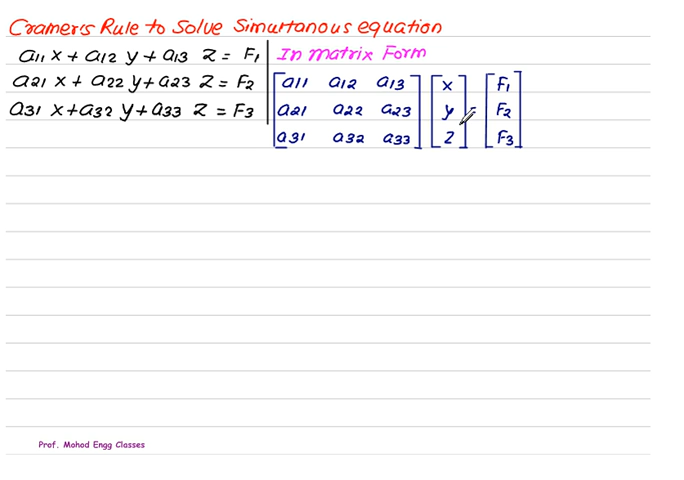 Cramer's Rule to Solve Simultanous equation
a11 x + a12 y + a13 z = F1
a21 x + a22 y + a23 z = F2
a31 x + a32 y + a33 z = F3
In matrix Form
[a11 a12 a13] [x] = [F1]
[a21 a22 a23] [y] = [F2]
[a31 a32 a33] [z] = [F3]
Prof. Mohod Engg Classes